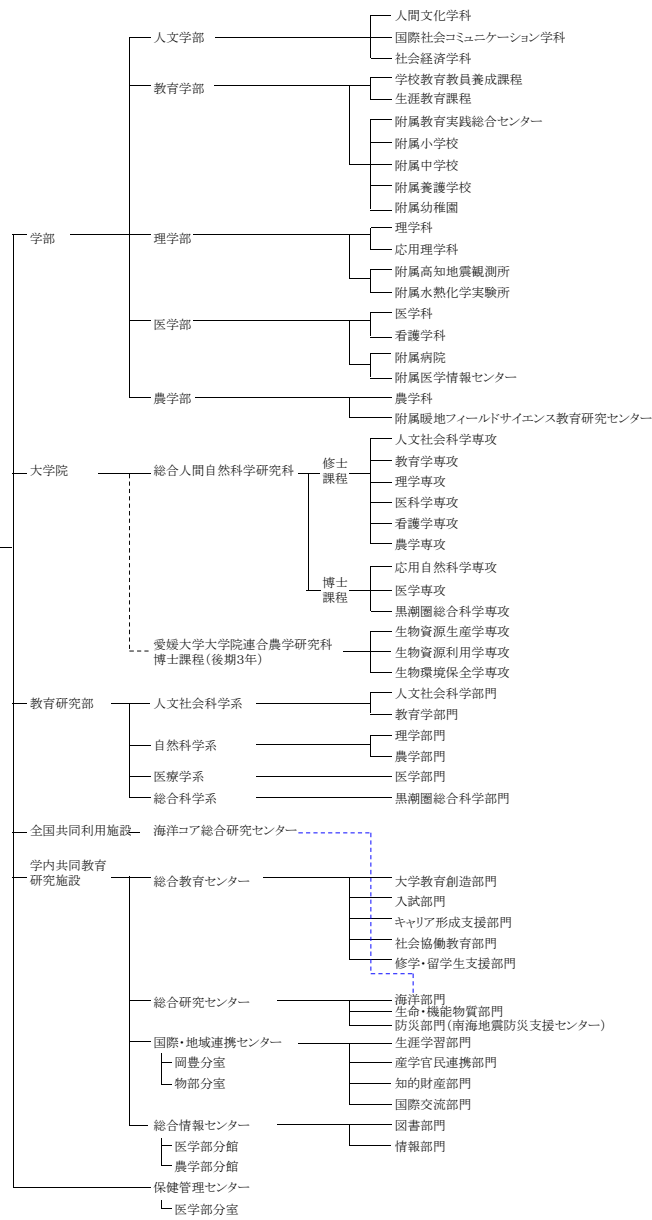 人間文化学科
人文学部
国際社会コミュニケーション学科
社会経済学科
学校教育教員養成課程
教育学部
生涯教育課程
附属教育実践総合センター
附属小学校
附属中学校
附属養護学校
附属幼稚園
理学科
学部
理学部
応用理学科
附属高知地震観測所
附属水熱化学実験所
医学科
医学部
看護学科
附属病院
附属医学情報センター
農学部
農学科
附属暖地フィールドサイエンス教育研究センター
人文社会科学専攻
教育学専攻
大学院
総合人間自然科学研究科
修士
課程
理学専攻
医科学専攻
看護学専攻
農学専攻
応用自然科学専攻
博士
課程
医学専攻
黒潮圏総合科学専攻
生物資源生産学専攻
愛媛大学大学院連合農学研究科
博士課程(後期3年)
生物資源利用学専攻
生物環境保全学専攻
人文社会科学部門
教育研究部
人文社会科学系
教育学部門
理学部門
自然科学系
農学部門
医療学系
医学部門
総合科学系
黒潮圏総合科学部門
全国共同利用施設
海洋コア総合研究センター
学内共同教育
研究施設
総合教育センター
大学教育創造部門
入試部門
キャリア形成支援部門
社会協働教育部門
修学・留学生支援部門
総合研究センター
海洋部門
生命・機能物質部門
防災部門(南海地震防災支援センター)
国際・地域連携センター
生涯学習部門
岡豊分室
産学官民連携部門
物部分室
知的財産部門
国際交流部門
総合情報センター
図書部門
医学部分館
情報部門
農学部分館
保健管理センター
医学部分室